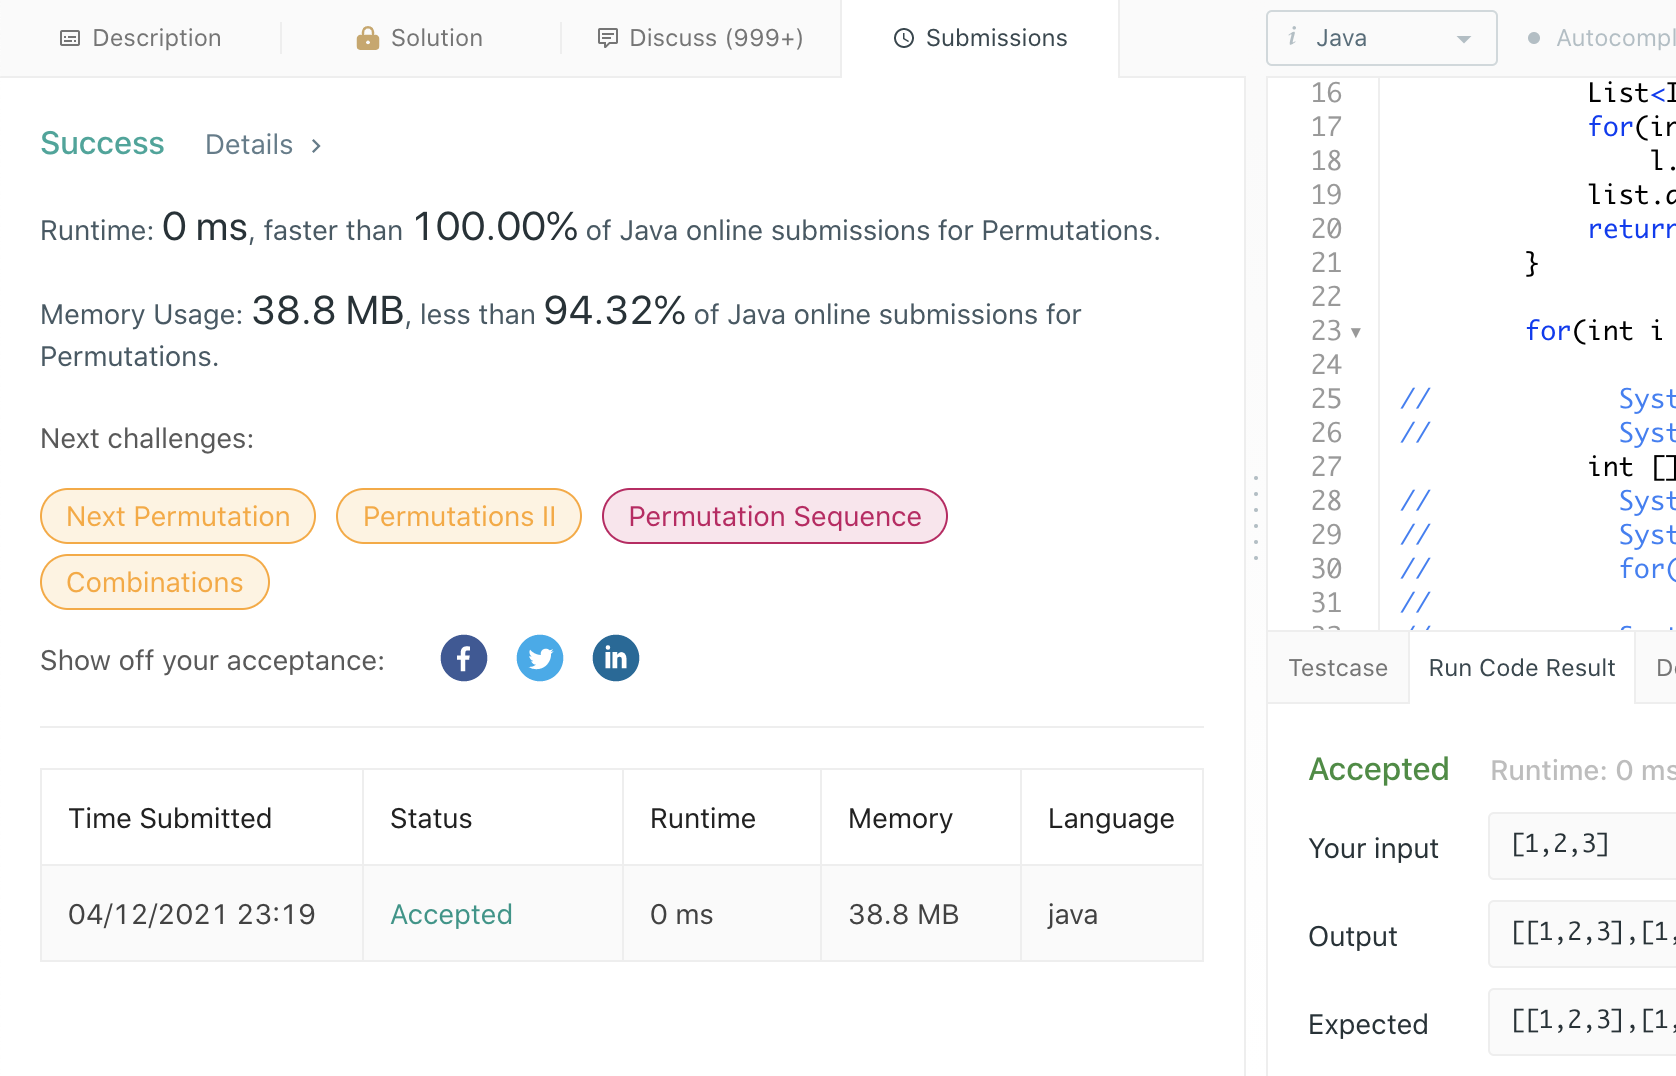 Description
Solution
Discuss (999+)
Submissions
i Java
Success Details >
Runtime: 0 ms, faster than 100.00% of Java online submissions for Permutations.
Memory Usage: 38.8 MB, less than 94.32% of Java online submissions for
Permutations.
Next challenges:
Next Permutation Permutations II Permutation Sequence
Combinations
Show off your acceptance: f in
Time Submitted Status Runtime Memory Language
04/12/2021 23:19 Accepted 0 ms 38.8 MB java
16 List<
17 for(
18 l.
19 list.
20 return
21 }
22
23 for(int i
24
25 //
26 //
27 int []
28 //
29 //
30 // for(
31 //
Testcase
Run Code Result
Accepted Runtime: 0 ms
Your input [1,2,3]
Output [[1,2,3],[1,
Expected [[1,2,3],[1,